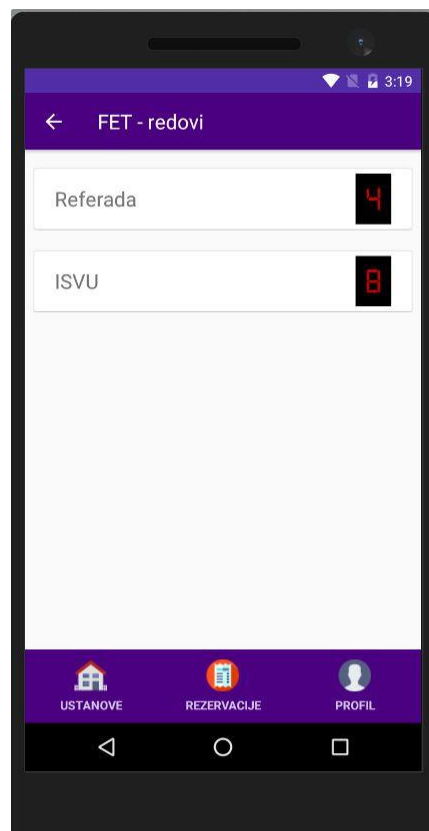 3:19
FET - redovi
Referada 4
ISVU 8
USTANOVE REZERVACIJE PROFIL